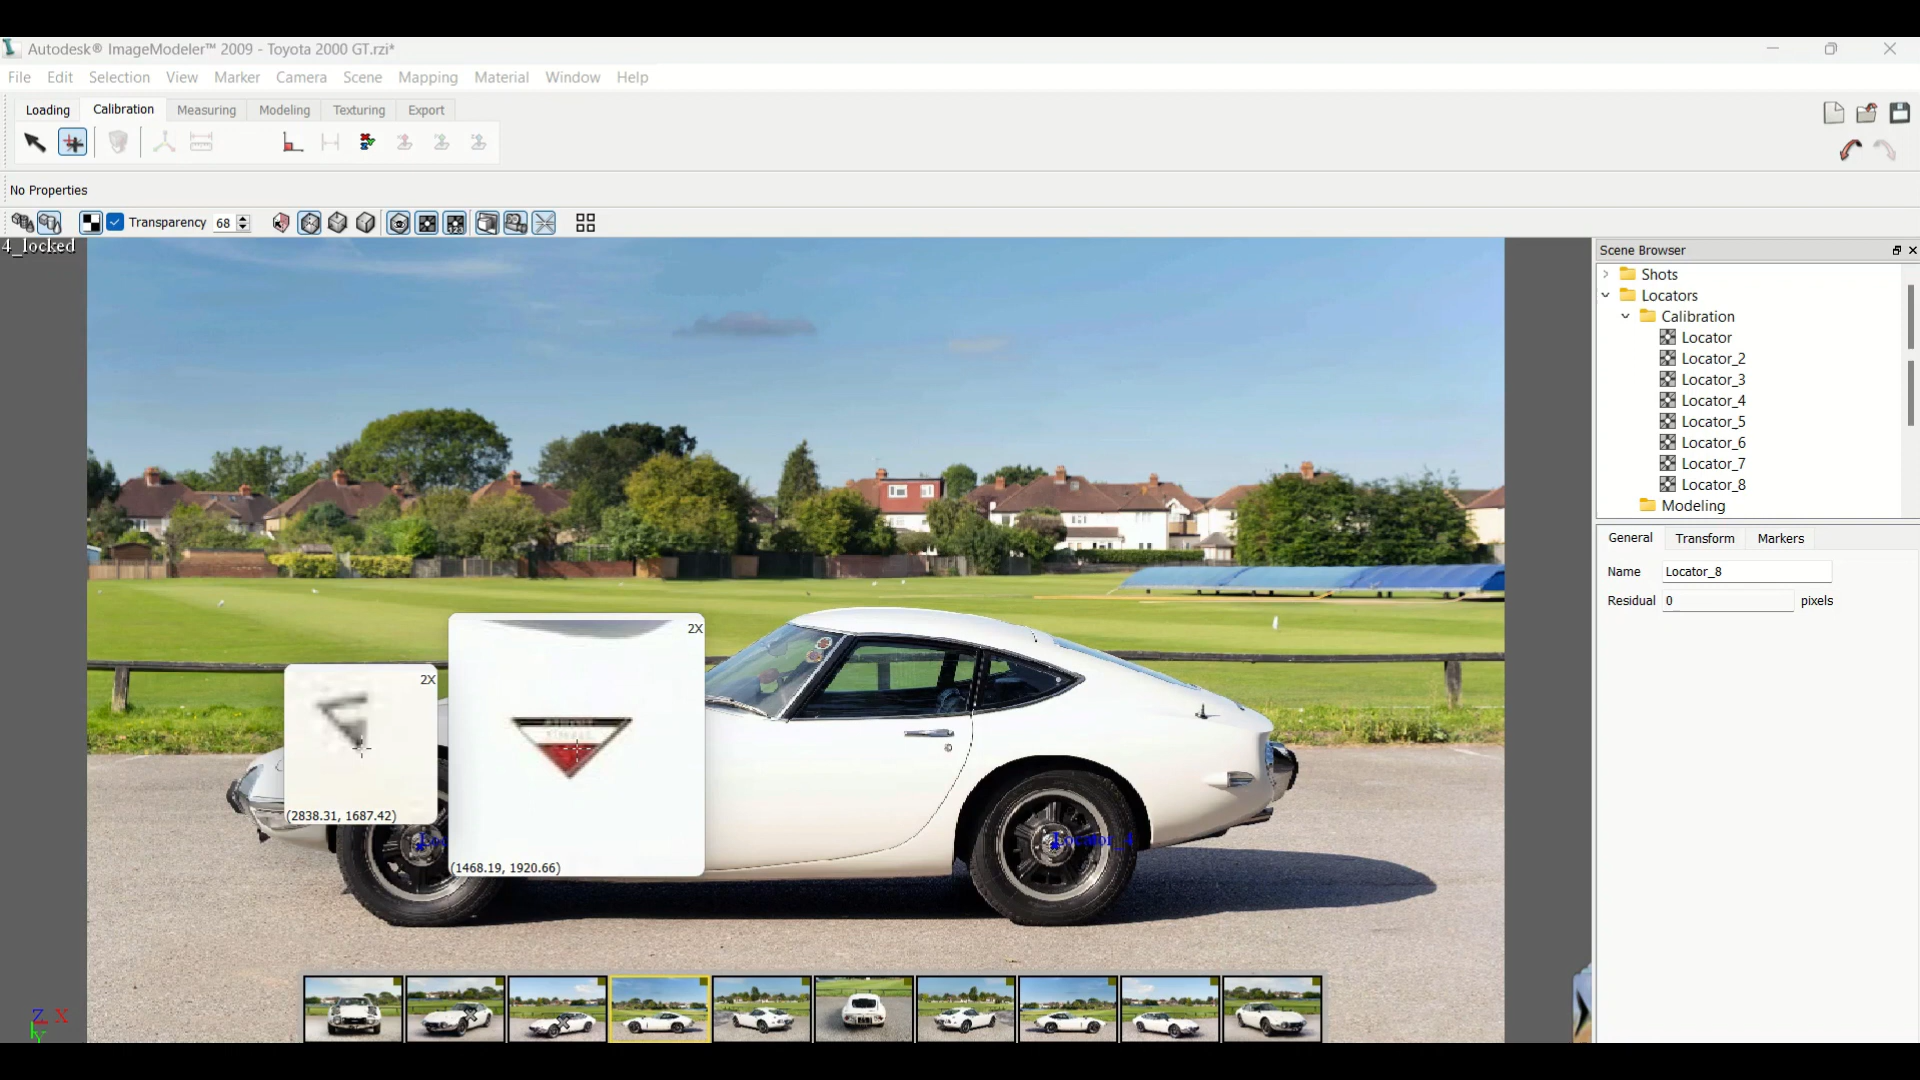 Autodesk® ImageModeler™ 2009 - Toyota 2000 GT.rzi*
File Edit Selection View Marker Camera Scene Mapping Material Window Help
Loading Calibration Measuring Modeling Texturing Export
No Properties
Transparency 68
4_locked
Scene Browser
Shots
Locators
Calibration
Locator
Locator_2
Locator_3
Locator_4
Locator_5
Locator_6
Locator_7
Locator_8
Modeling
General Transform Markers
Name Locator_8
Residual 0 pixels
2X
2X
(2838.31, 1687.42)
(1468.19, 1920.66)
Locator_4
Z X
Y